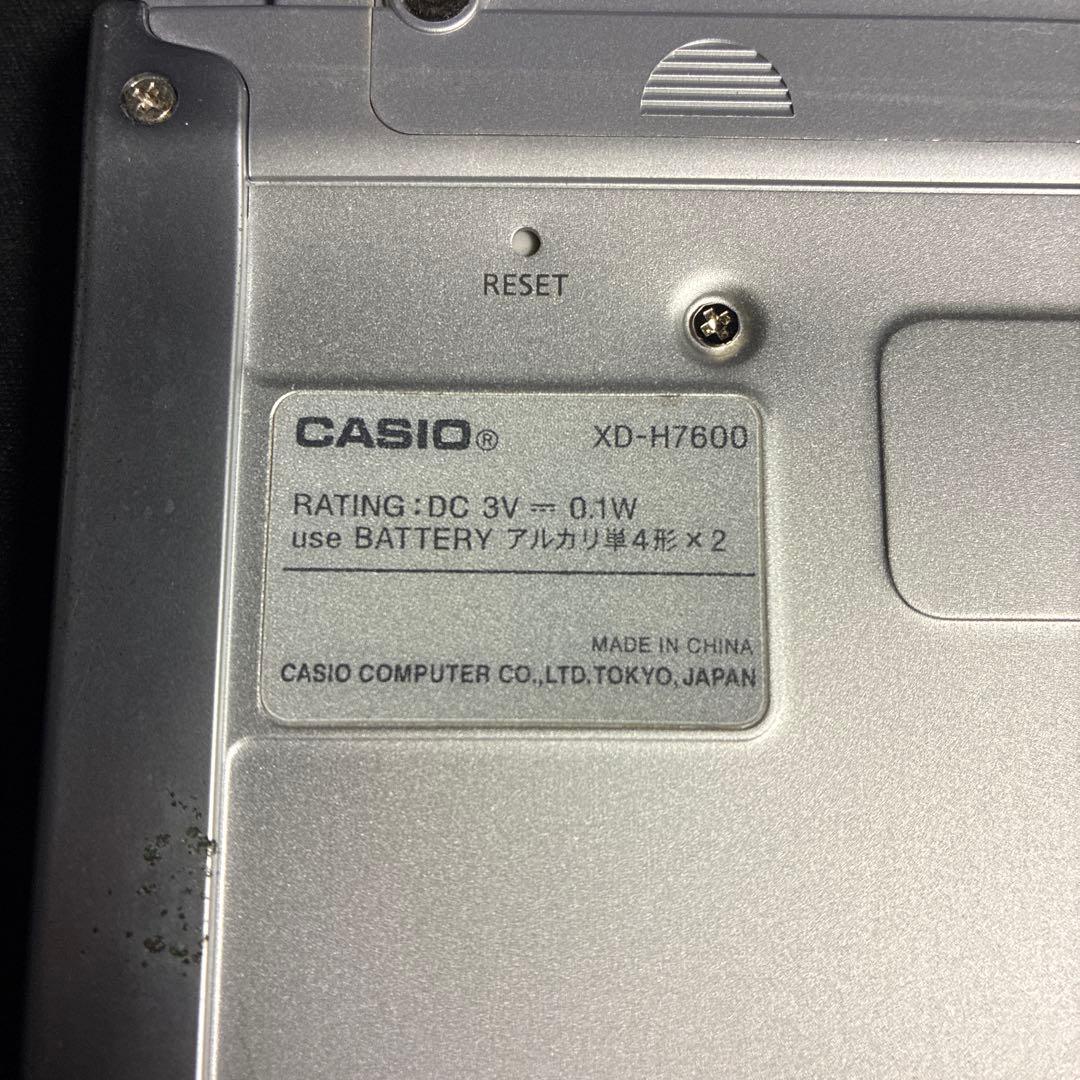 RESET
CASIO® XD-H7600
RATING:DC 3V ⎓ 0.1W
use BATTERY アルカリ単4形×2
MADE IN CHINA
CASIO COMPUTER CO.,LTD.TOKYO,JAPAN